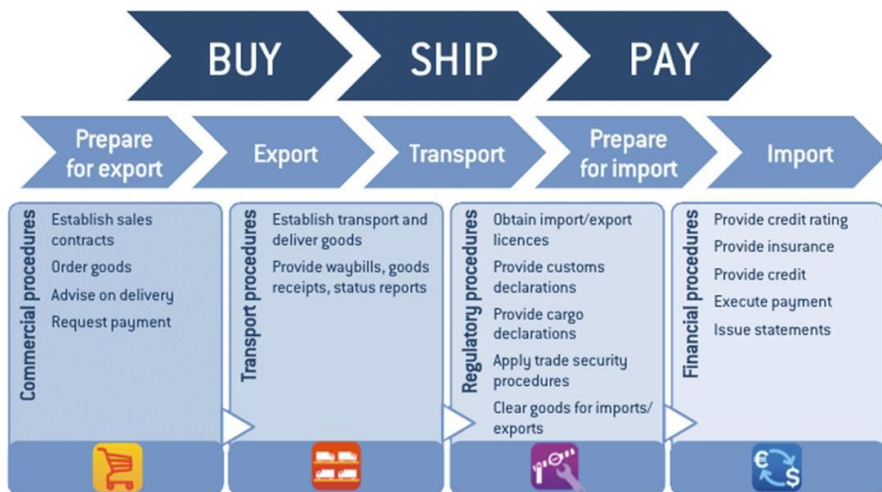 BUY
SHIP
PAY
Prepare
for export
Export
Transport
Prepare
for import
Import
Commercial procedures
Establish sales
contracts
Order goods
Advise on delivery
Request payment
Transport procedures
Establish transport and
deliver goods
Provide waybills, goods
receipts, status reports
Regulatory procedures
Obtain import/export
licences
Provide customs
declarations
Provide cargo
declarations
Apply trade security
procedures
Clear goods for imports/
exports
Financial procedures
Provide credit rating
Provide insurance
Provide credit
Execute payment
Issue statements
€
$